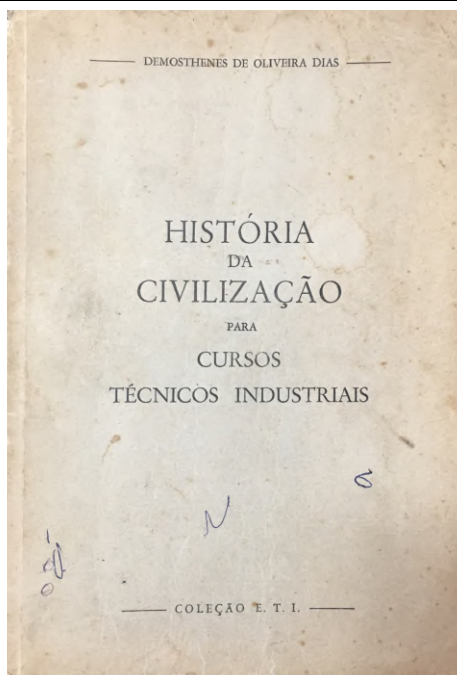 DEMOSTHENES DE OLIVEIRA DIAS
HISTÓRIA
DA
CIVILIZAÇÃO
PARA
CURSOS
TÉCNICOS INDUSTRIAIS
COLEÇÃO E. T. I.